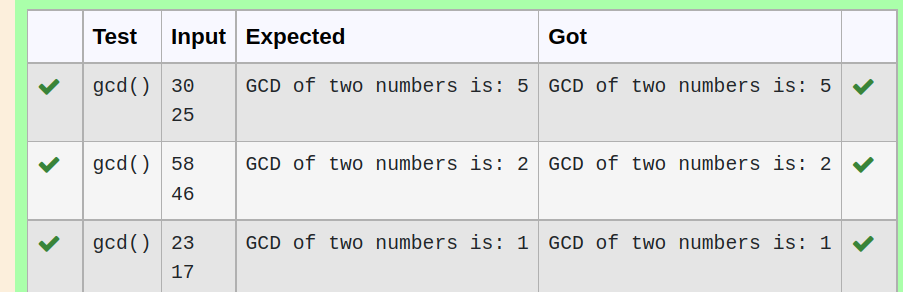 Test Input Expected Got
gcd() 30 GCD of two numbers is: 5 GCD of two numbers is: 5
25
gcd() 58 GCD of two numbers is: 2 GCD of two numbers is: 2
46
gcd() 23 GCD of two numbers is: 1 GCD of two numbers is: 1
17